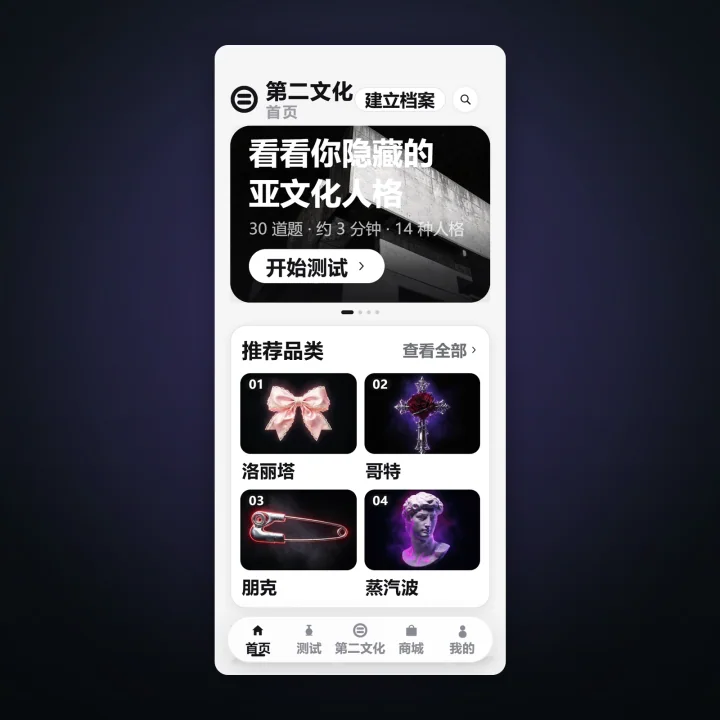 第二文化
首页
建立档案
看看你隐藏的
亚文化人格
30 道题 · 约 3 分钟 · 14 种人格
开始测试 ›
推荐品类
查看全部 ›
01
02
洛丽塔
哥特
03
04
朋克
蒸汽波
首页
测试
第二文化
商城
我的